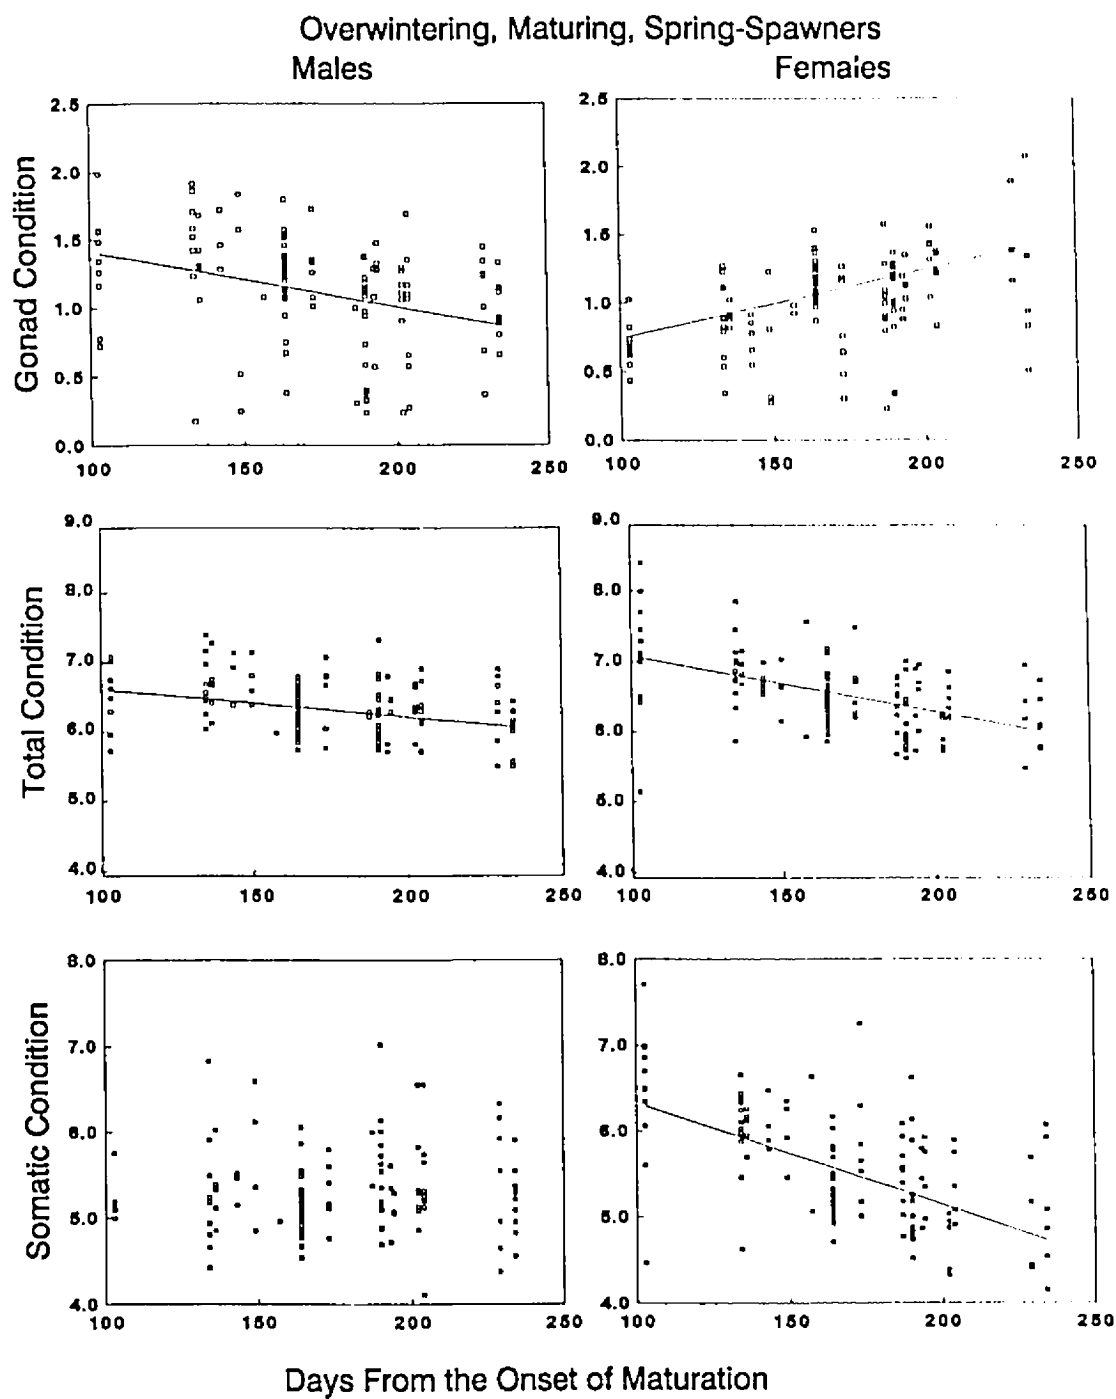 Overwintering, Maturing, Spring-Spawners
Males Females
Gonad Condition
2.5
2.0
1.5
1.0
0.5
0.0
100 150 200 250
2.5
2.0
1.5
1.0
0.5
0.0
100 150 200 250
Total Condition
9.0
8.0
7.0
6.0
5.0
4.0
100 150 200 250
9.0
8.0
7.0
6.0
5.0
4.0
100 150 200 250
Somatic Condition
8.0
7.0
6.0
5.0
4.0
100 150 200 250
8.0
7.0
6.0
5.0
4.0
100 150 200 250
Days From the Onset of Maturation